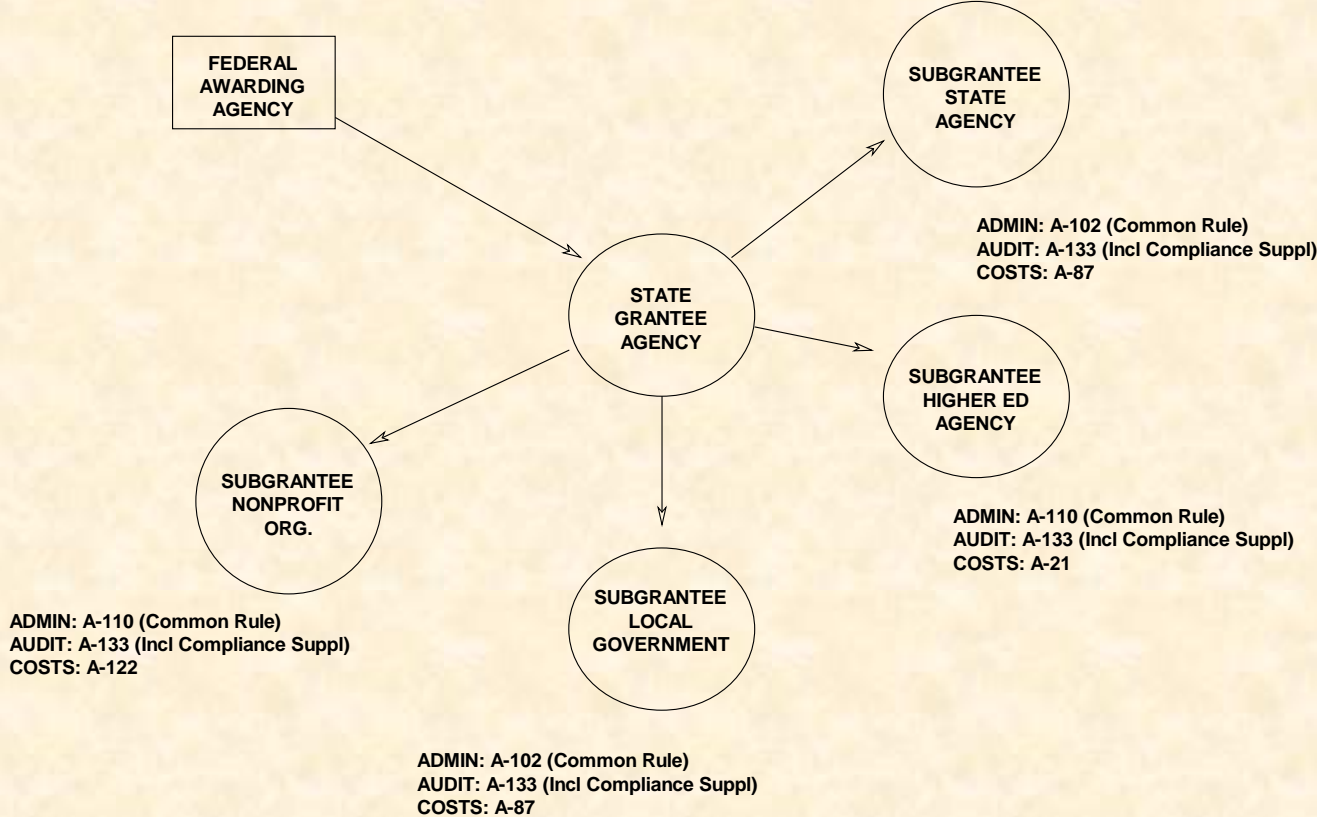 FEDERAL
AWARDING
AGENCY
SUBGRANTEE
STATE
AGENCY
ADMIN: A-102 (Common Rule)
AUDIT: A-133 (Incl Compliance Suppl)
COSTS: A-87
STATE
GRANTEE
AGENCY
SUBGRANTEE
HIGHER ED
AGENCY
ADMIN: A-110 (Common Rule)
AUDIT: A-133 (Incl Compliance Suppl)
COSTS: A-21
SUBGRANTEE
NONPROFIT
ORG.
ADMIN: A-110 (Common Rule)
AUDIT: A-133 (Incl Compliance Suppl)
COSTS: A-122
SUBGRANTEE
LOCAL
GOVERNMENT
ADMIN: A-102 (Common Rule)
AUDIT: A-133 (Incl Compliance Suppl)
COSTS: A-87